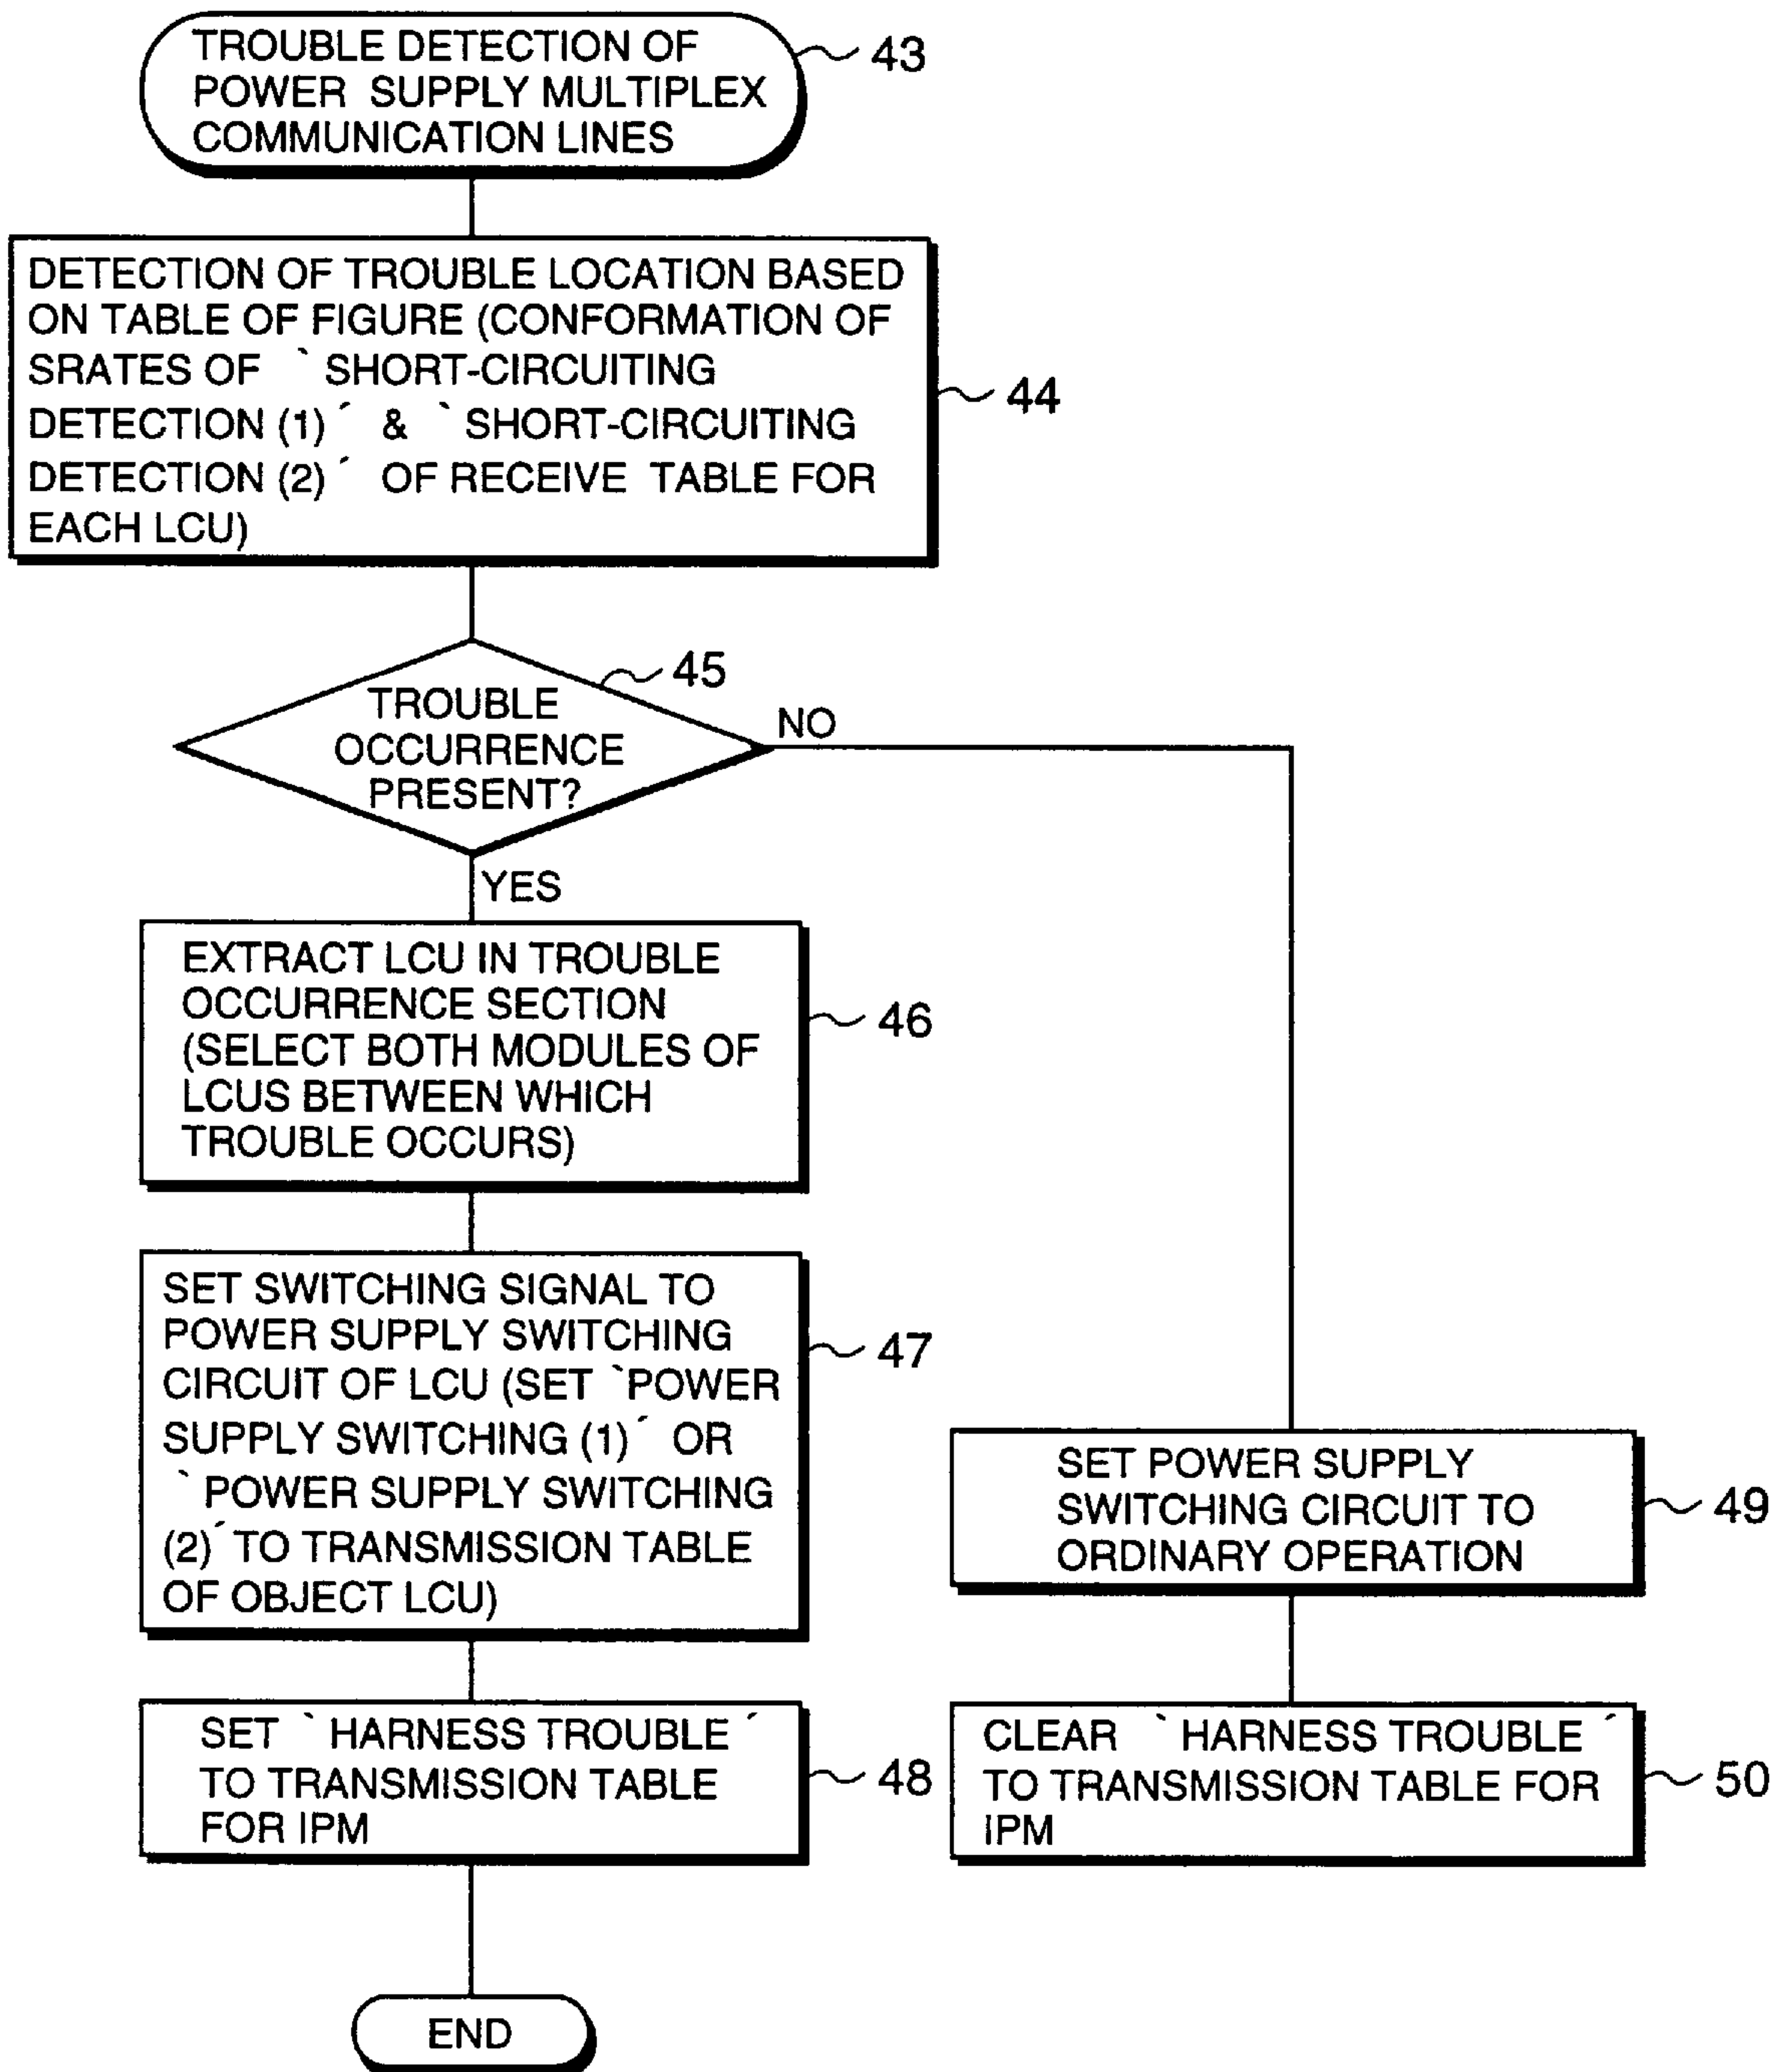 TROUBLE DETECTION OF
POWER SUPPLY MULTIPLEX
COMMUNICATION LINES
43
DETECTION OF TROUBLE LOCATION BASED
ON TABLE OF FIGURE (CONFORMATION OF
SRATES OF `SHORT-CIRCUITING
DETECTION (1)´ & `SHORT-CIRCUITING
DETECTION (2)´ OF RECEIVE TABLE FOR
EACH LCU)
44
45
TROUBLE
OCCURRENCE
PRESENT?
NO
YES
EXTRACT LCU IN TROUBLE
OCCURRENCE SECTION
(SELECT BOTH MODULES OF
LCUS BETWEEN WHICH
TROUBLE OCCURS)
46
SET SWITCHING SIGNAL TO
POWER SUPPLY SWITCHING
CIRCUIT OF LCU (SET `POWER
SUPPLY SWITCHING (1)´ OR
`POWER SUPPLY SWITCHING
(2)´ TO TRANSMISSION TABLE
OF OBJECT LCU)
47
SET POWER SUPPLY
SWITCHING CIRCUIT TO
ORDINARY OPERATION
49
SET `HARNESS TROUBLE´
TO TRANSMISSION TABLE
FOR IPM
48
CLEAR `HARNESS TROUBLE´
TO TRANSMISSION TABLE FOR
IPM
50
END